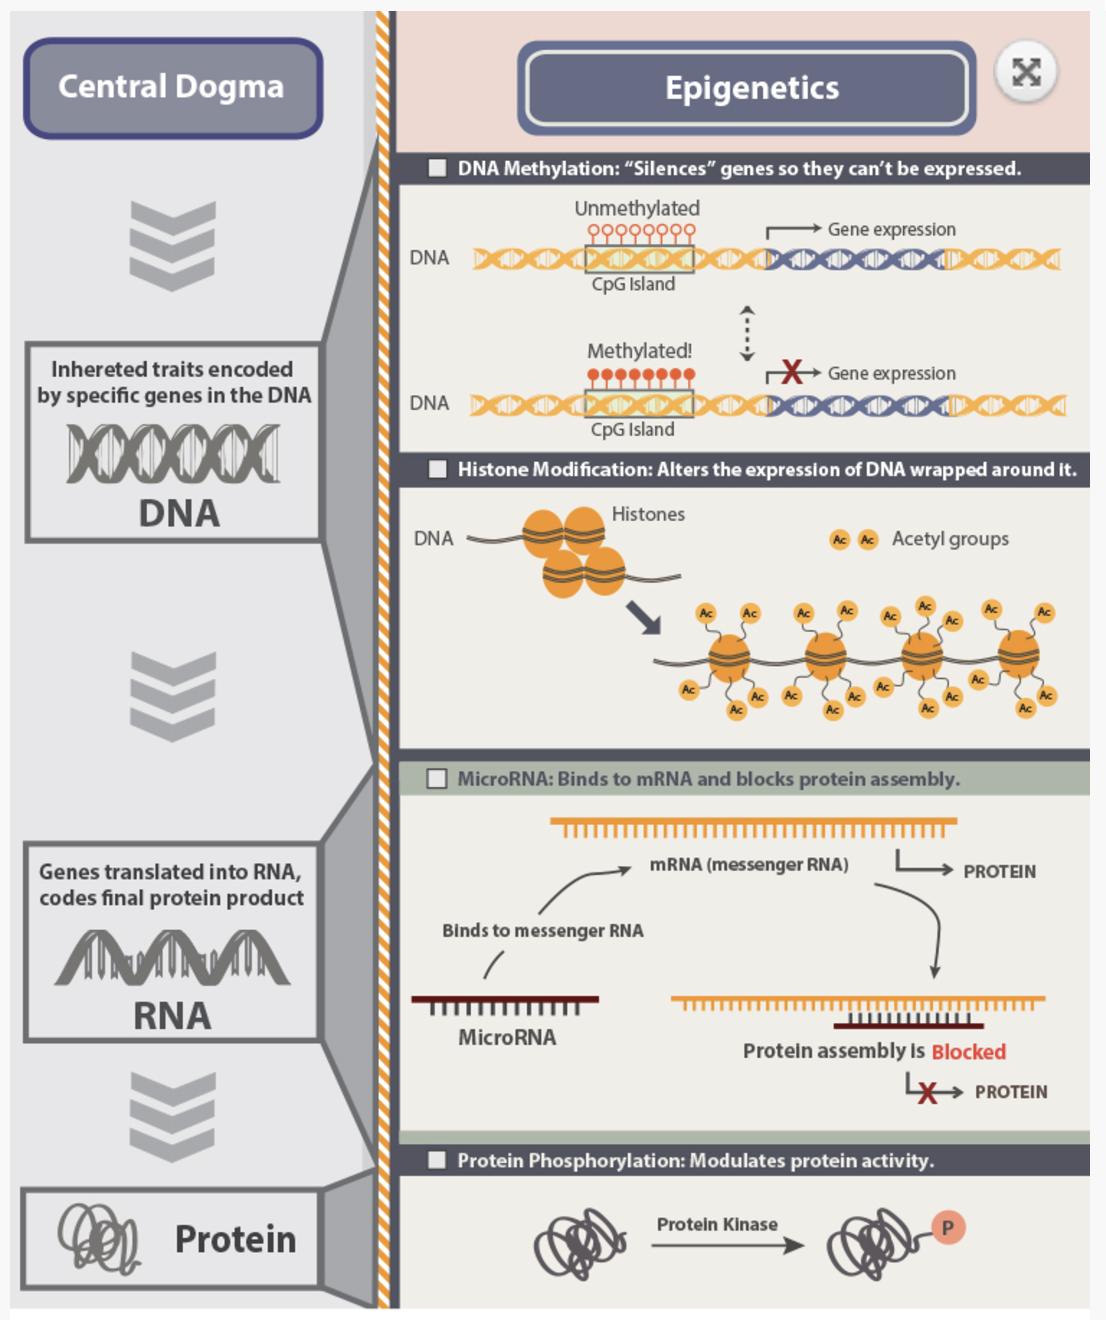 Central Dogma
Epigenetics
DNA Methylation: “Silences” genes so they can’t be expressed.
Unmethylated
Gene expression
DNA
CpG Island
Methylated!
X
Gene expression
DNA
CpG Island
Inhereted traits encoded
by specific genes in the DNA
DNA
Histone Modification: Alters the expression of DNA wrapped around it.
Histones
DNA
Ac Ac Acetyl groups
Ac Ac Ac Ac Ac Ac Ac Ac Ac
Ac Ac Ac Ac Ac Ac Ac Ac Ac Ac Ac Ac
MicroRNA: Binds to mRNA and blocks protein assembly.
mRNA (messenger RNA)
PROTEIN
Binds to messenger RNA
MicroRNA
Protein assembly is Blocked
X
PROTEIN
Genes translated into RNA,
codes final protein product
RNA
Protein Phosphorylation: Modulates protein activity.
Protein Kinase
P
Protein